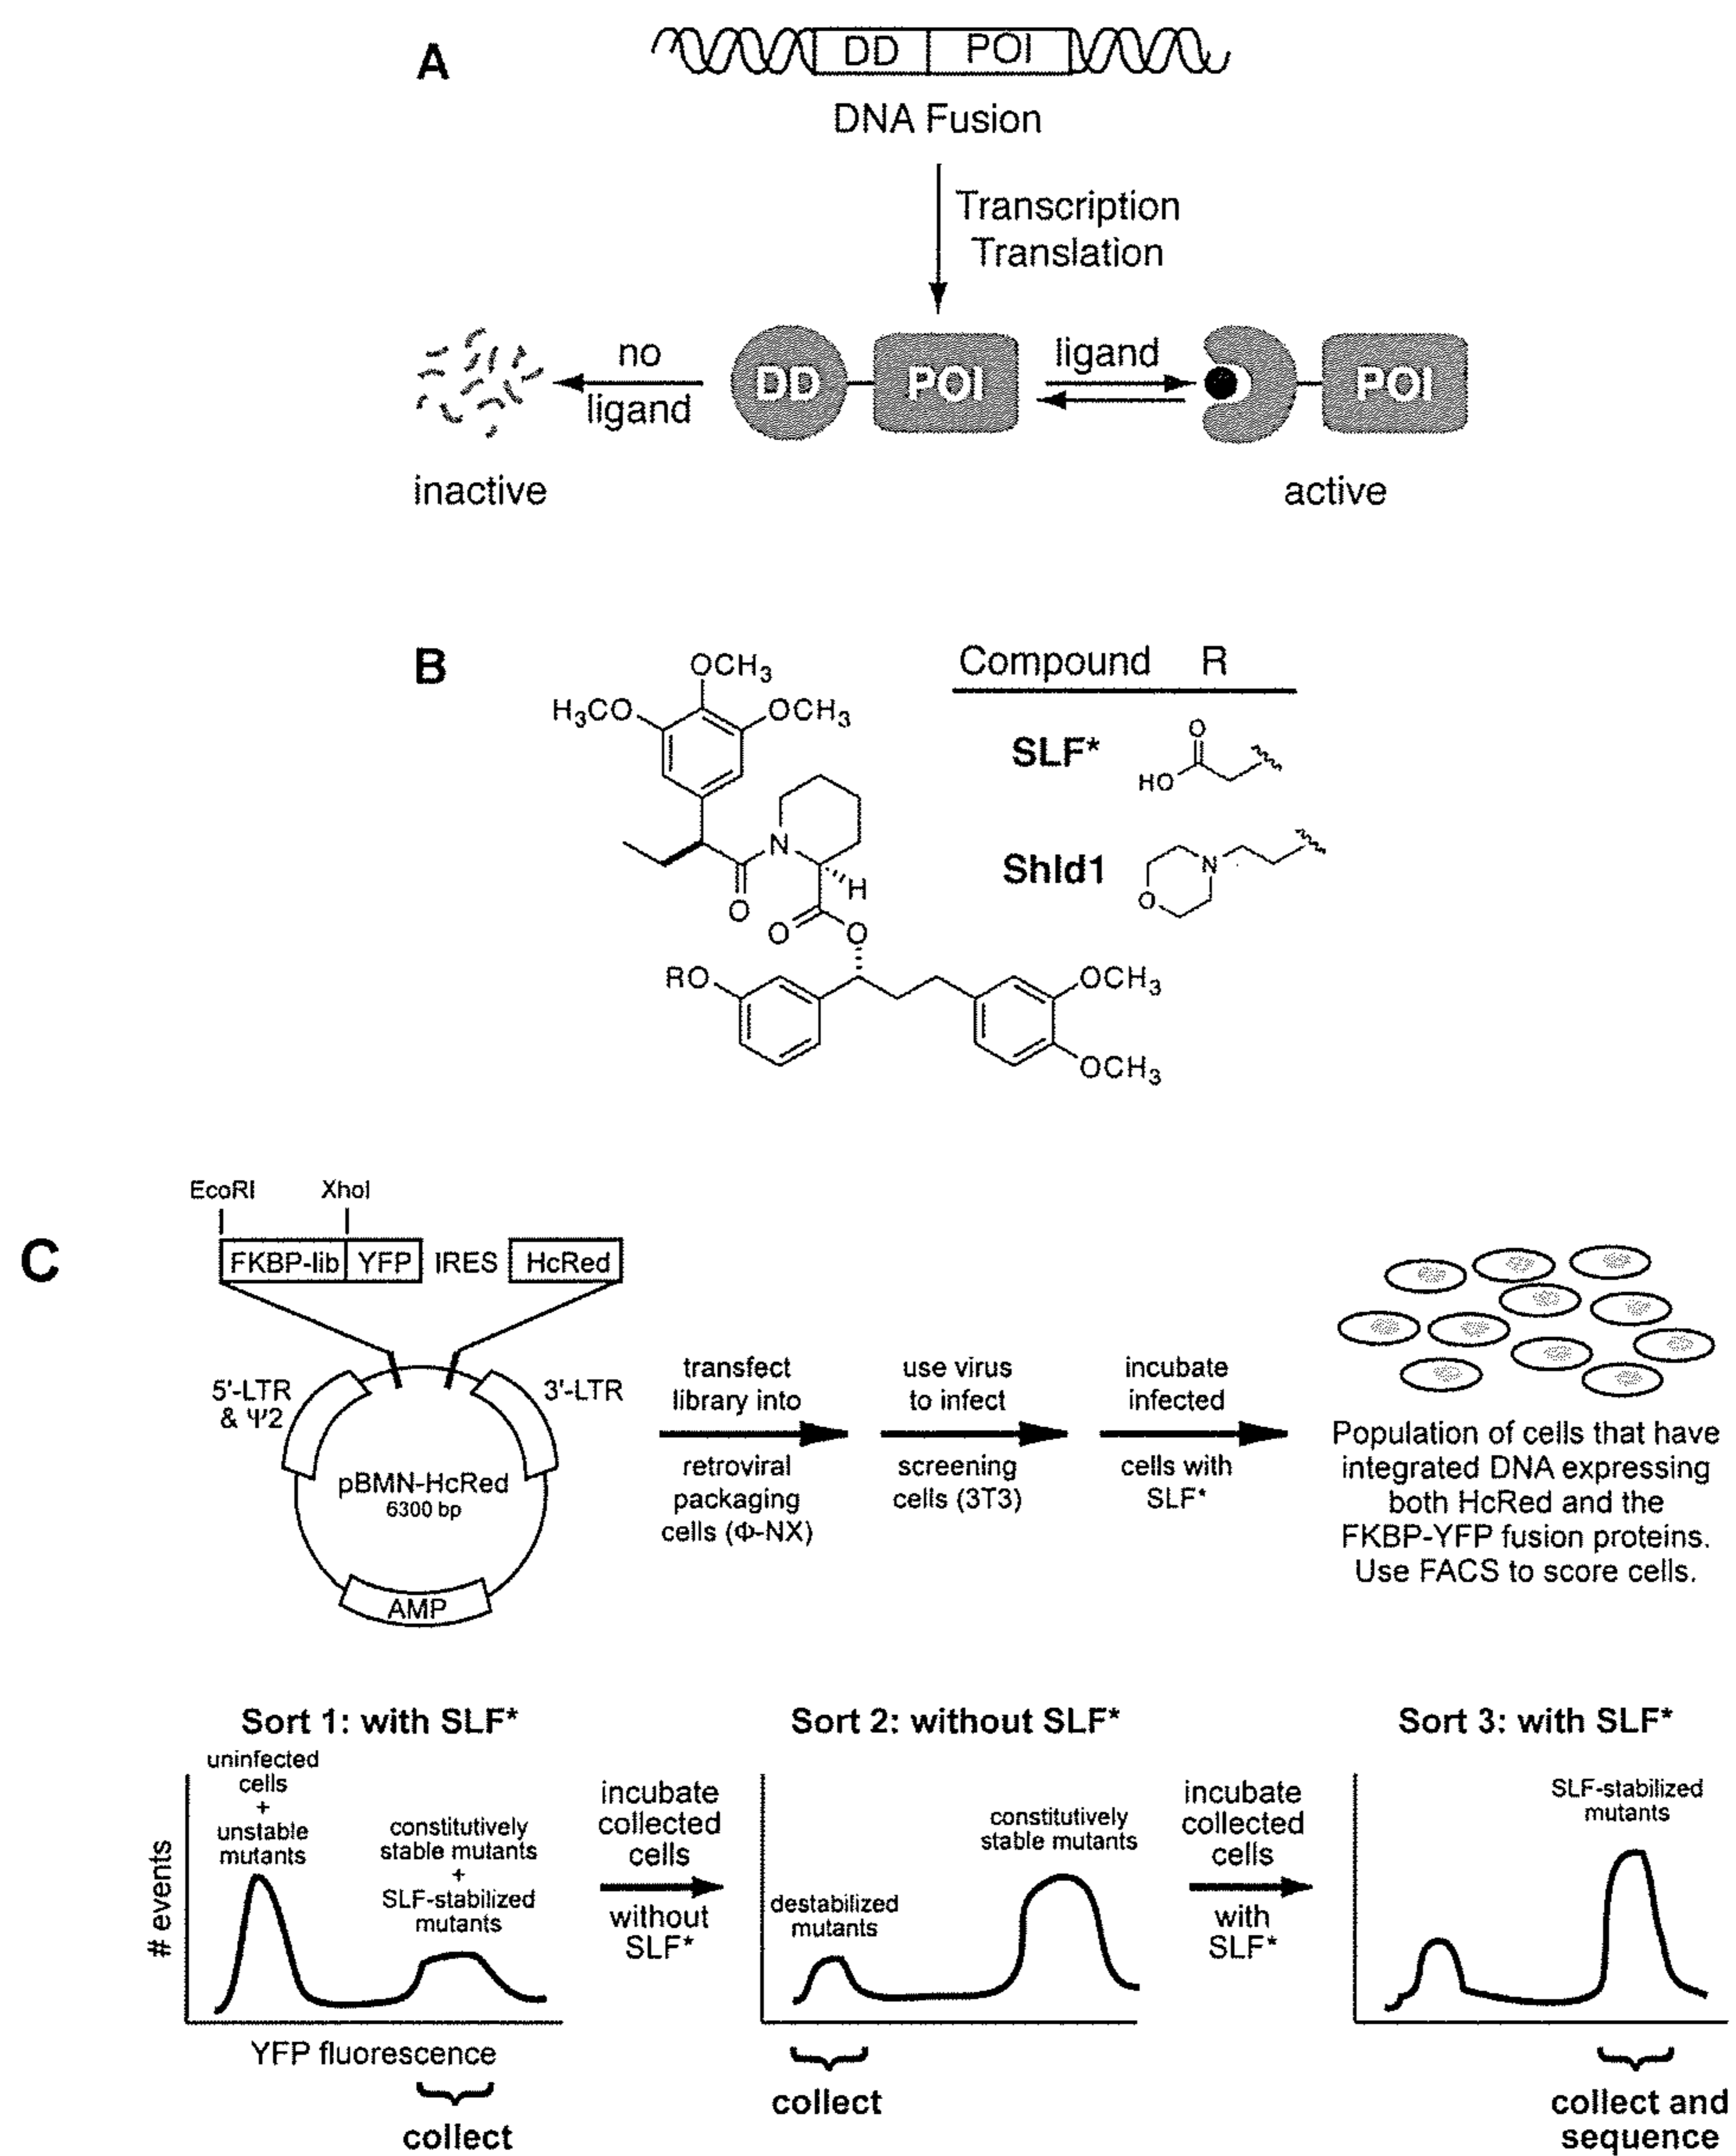 A
DD POI
DNA Fusion
Transcription
Translation
no
ligand
DD POI
ligand
POI
inactive
active
B
OCH3
H3CO
OCH3
N
O
H
O
O
RO
OCH3
OCH3
Compound R
SLF*
O
HO
Shld1
N
O
C
EcoRI XhoI
FKBP-lib YFP IRES HcRed
5'-LTR
& Ψ2
3'-LTR
pBMN-HcRed
6300 bp
AMP
transfect
library into
retroviral
packaging
cells (Φ-NX)
use virus
to infect
screening
cells (3T3)
incubate
infected
cells with
SLF*
Population of cells that have
integrated DNA expressing
both HcRed and the
FKBP-YFP fusion proteins.
Use FACS to score cells.
Sort 1: with SLF*
uninfected
cells
+
unstable
mutants
constitutively
stable mutants
+
SLF-stabilized
mutants
# events
YFP fluorescence
collect
incubate
collected
cells
without
SLF*
Sort 2: without SLF*
destabilized
mutants
constitutively
stable mutants
collect
incubate
collected
cells
with
SLF*
Sort 3: with SLF*
SLF-stabilized
mutants
collect and
sequence